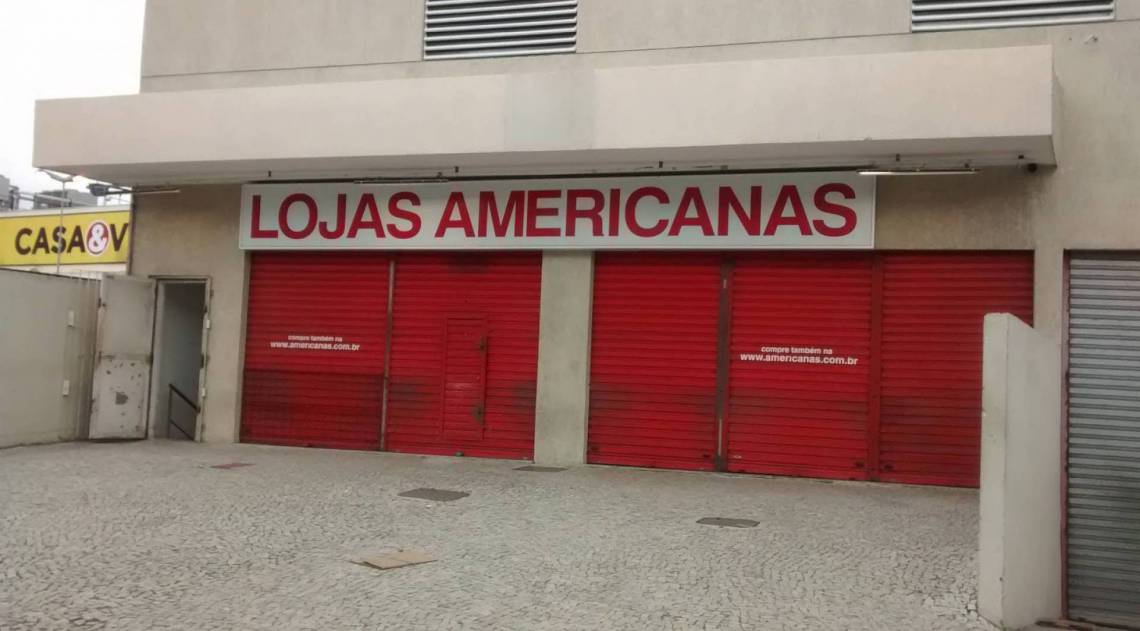 LOJAS AMERICANAS
CASA&V
compre também na
www.americanas.com.br
compre também na
www.americanas.com.br